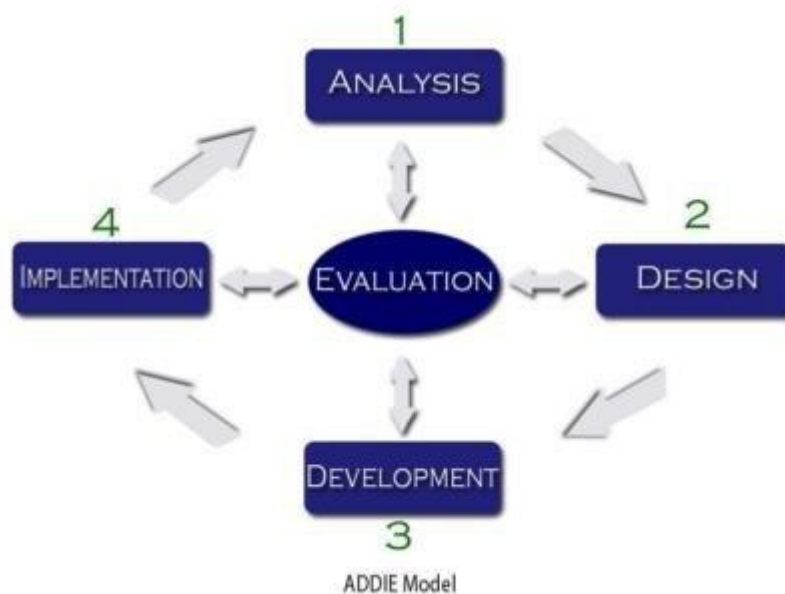 1
ANALYSIS
2
DESIGN
4
IMPLEMENTATION
EVALUATION
DEVELOPMENT
3
ADDIE Model